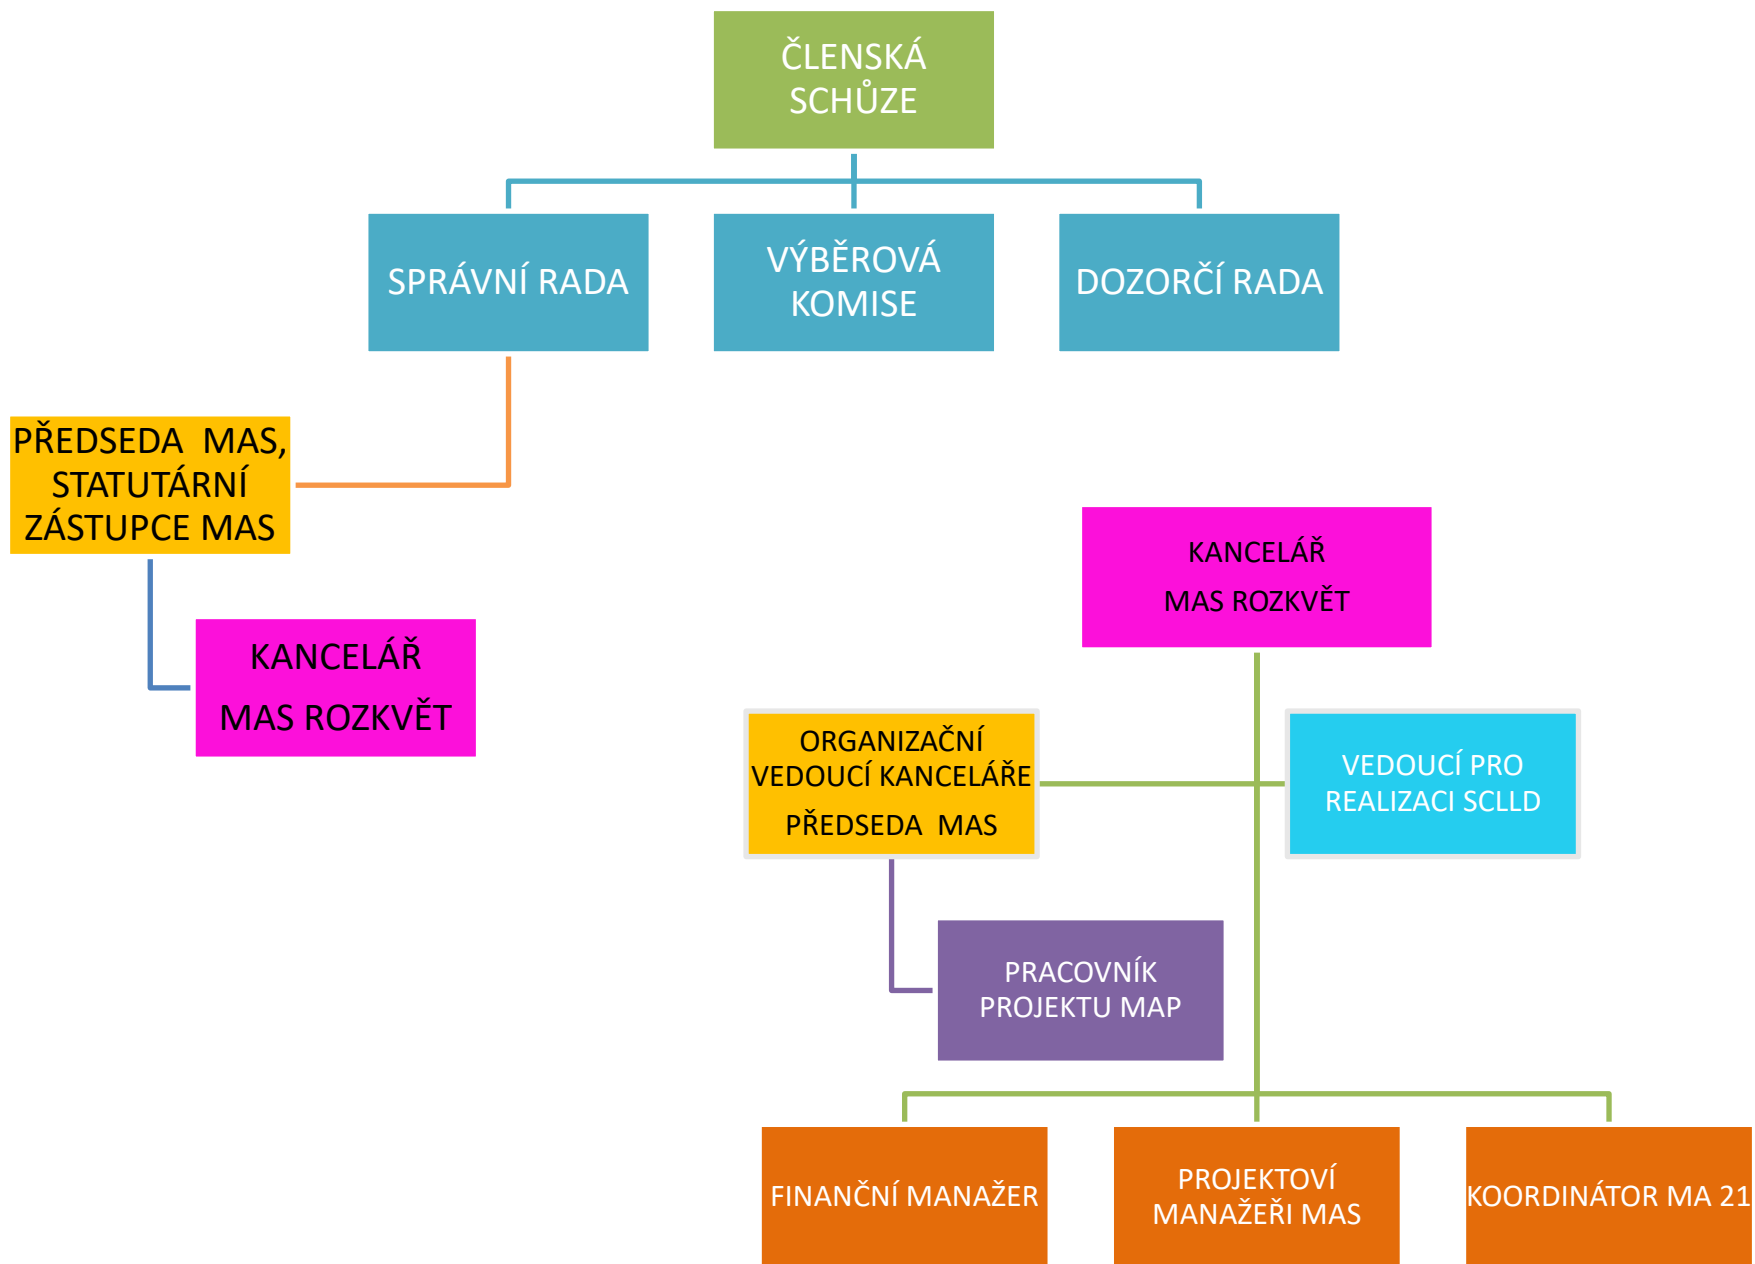 ČLENSKÁ
SCHŮZE
SPRÁVNÍ RADA
VÝBĚROVÁ
KOMISE
DOZORČÍ RADA
PŘEDSEDA  MAS,
STATUTÁRNÍ
ZÁSTUPCE MAS
KANCELÁŘ
MAS ROZKVĚT
KANCELÁŘ
MAS ROZKVĚT
ORGANIZAČNÍ
VEDOUCÍ KANCELÁŘE
PŘEDSEDA  MAS
VEDOUCÍ PRO
REALIZACI SCLLD
PRACOVNÍK
PROJEKTU MAP
FINANČNÍ MANAŽER
PROJEKTOVÍ
MANAŽEŘI MAS
KOORDINÁTOR MA 21